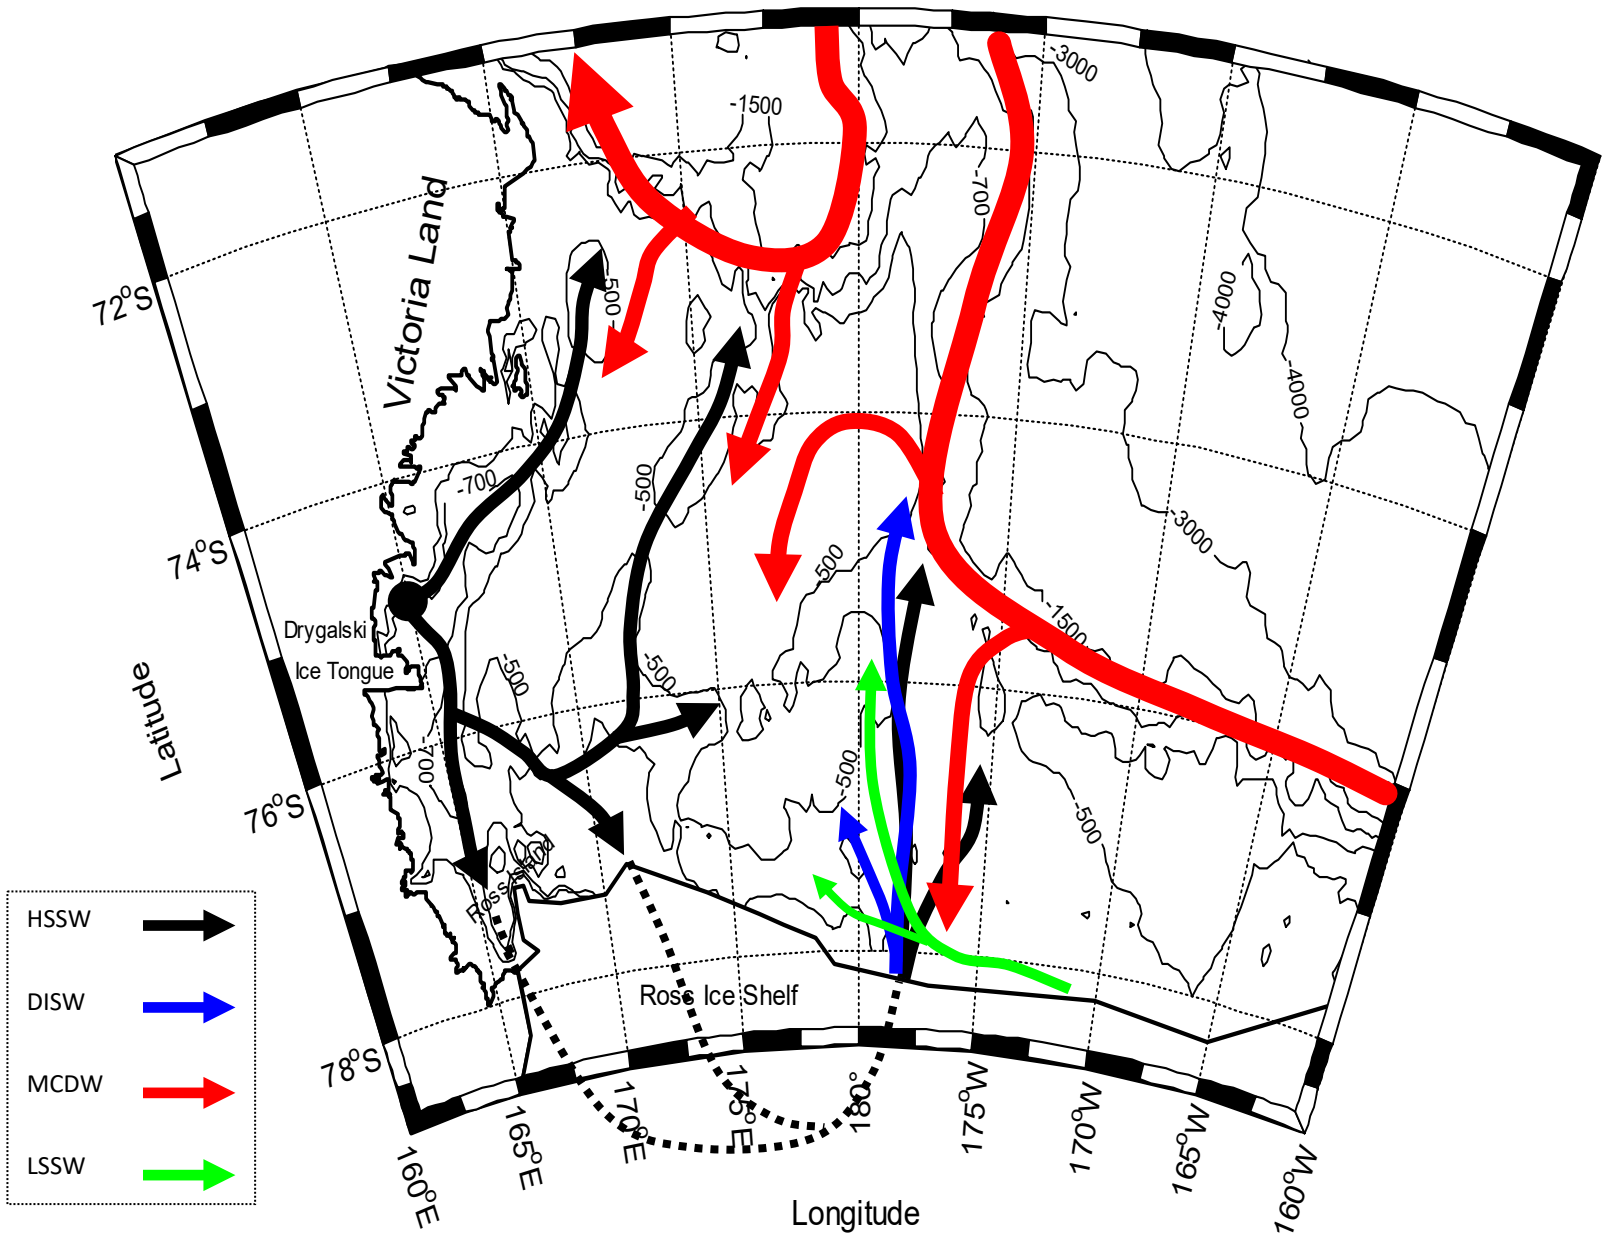 -3000
-1500
-700
Victoria Land
72°S
-500
-4000
-4000
-700
-500
-3000
74°S
-500
Drygalski
Ice Tongue
-1500
-500
-500
Latitude
-500
700
76°S
-500
Ross Island
HSSW
DISW
MCDW
LSSW
Ross Ice Shelf
78°S
160°E
165°E
170°E
175°E
180°
175°W
170°W
165°W
160°W
Longitude